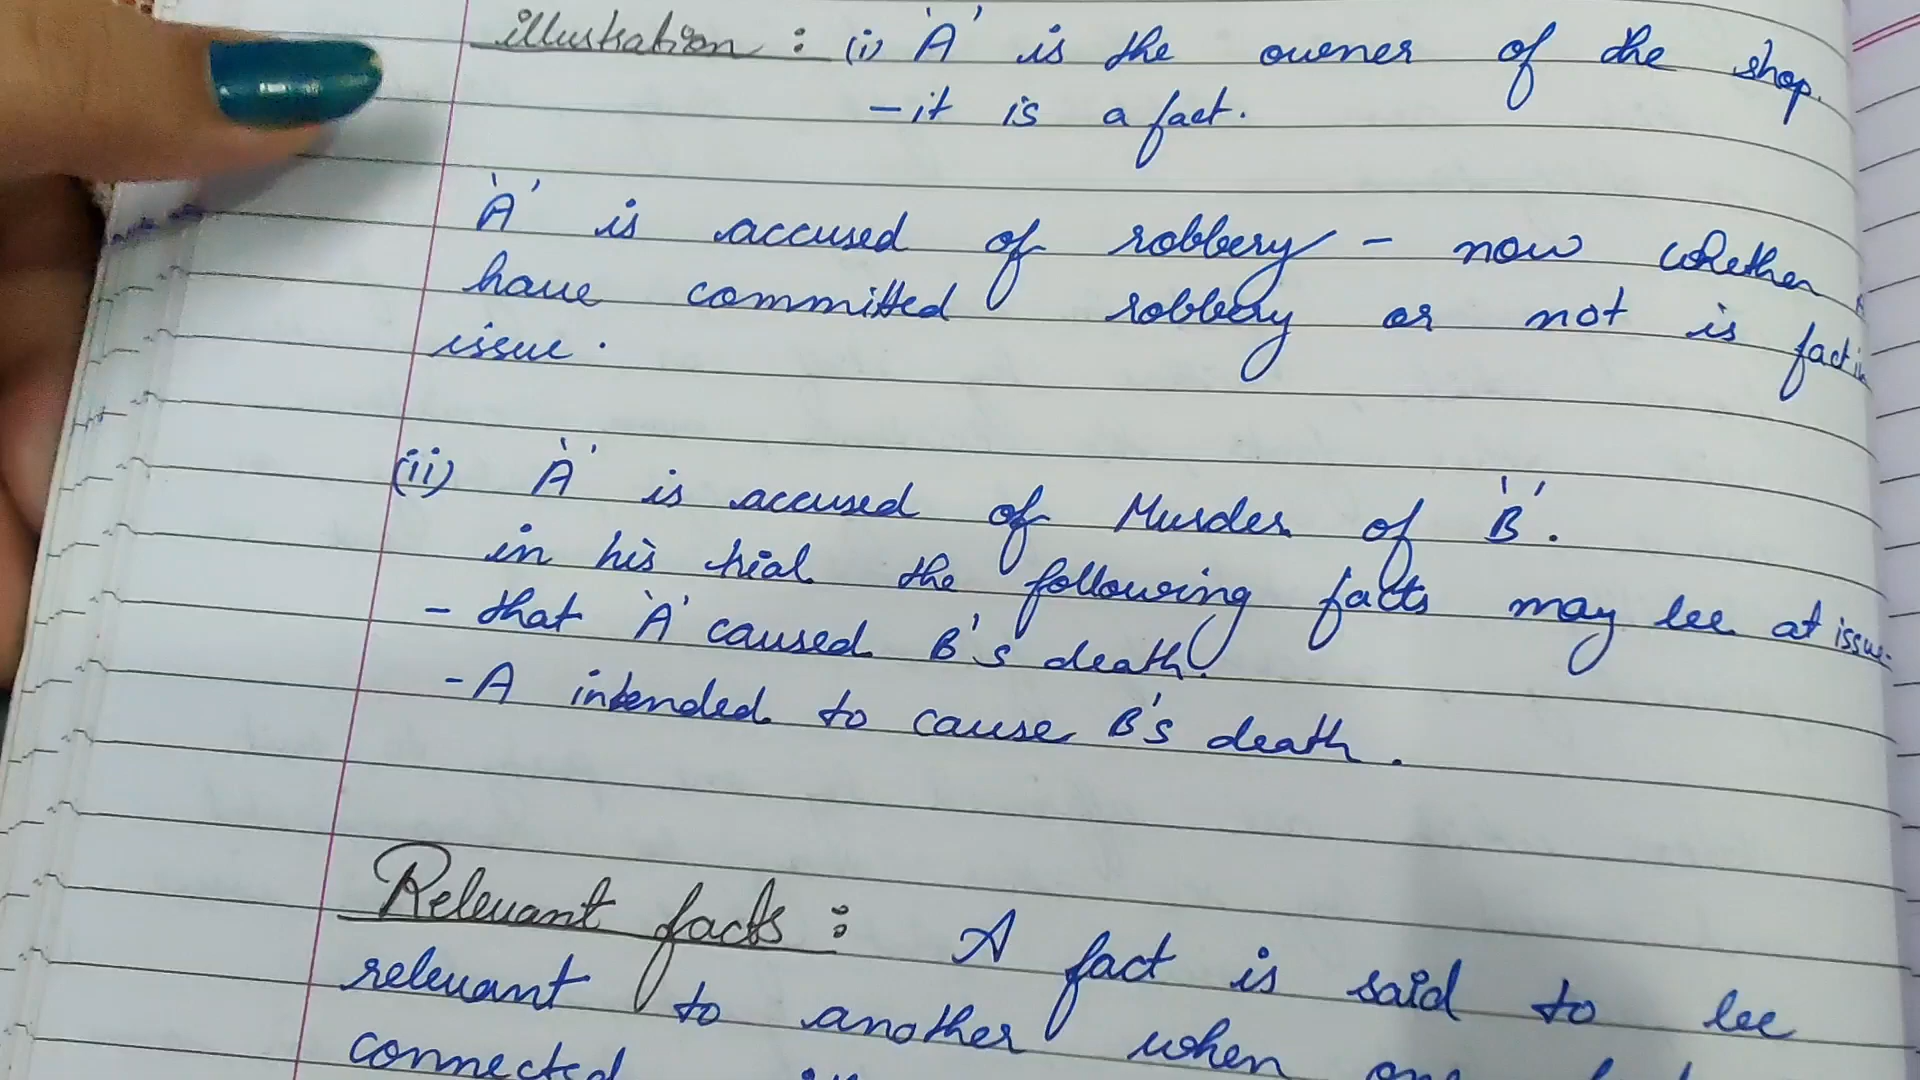 illustration : (i) 'A' is the owner of the shop.
- it is a fact.
'A' is accused of robbery - now whether A
have committed robbery or not is fact in
issue.
(ii) 'A' is accused of Murder of 'B'.
in his trial the following facts may be at issue-
- that 'A' caused B's death.
- A intended to cause B's death.
Relevant facts : A fact is said to be
relevant to another when one
connected